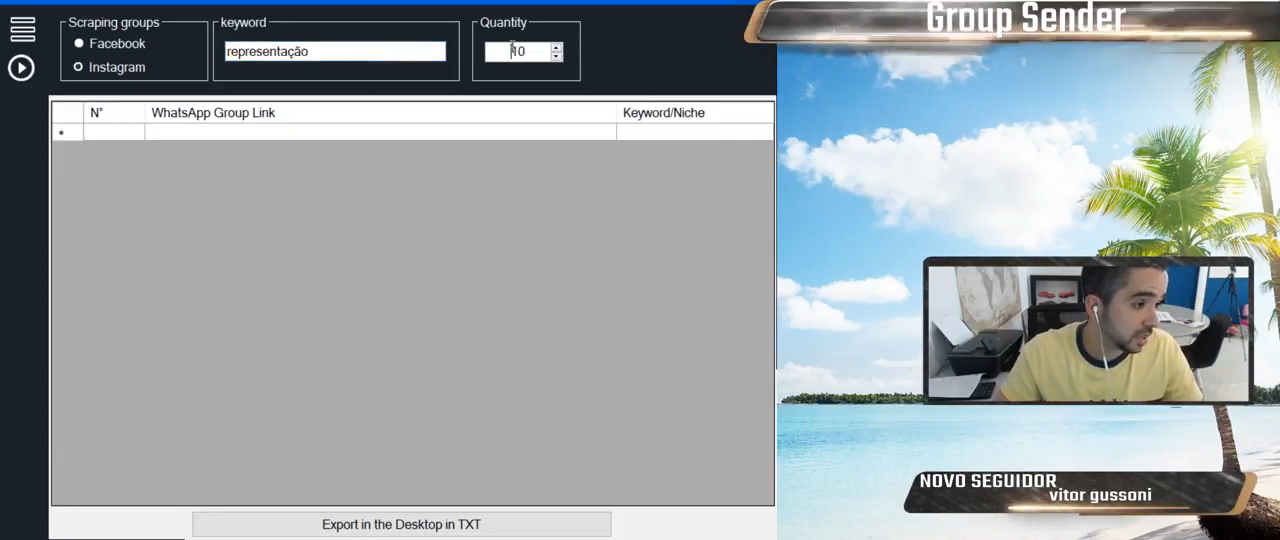 Scraping groups
Facebook
Instagram
keyword
representação
Quantity
10
Group Sender
N° WhatsApp Group Link Keyword/Niche
Export in the Desktop in TXT
NOVO SEGUIDOR
vitor gussoni